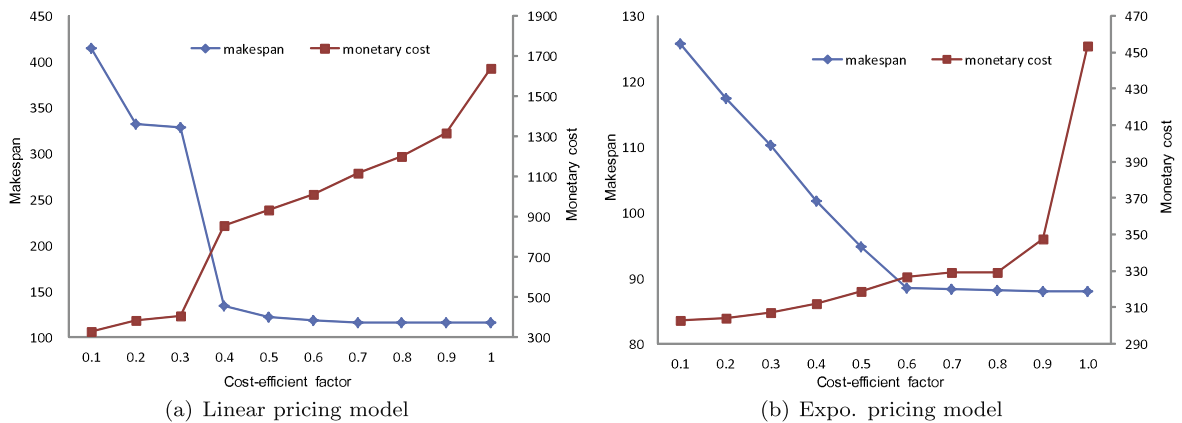 450
400
350
300
250
200
150
100
Makespan
makespan
monetary cost
1900
1700
1500
1300
1100
900
700
500
300
Monetary cost
0.1 0.2 0.3 0.4 0.5 0.6 0.7 0.8 0.9 1
Cost-efficient factor
(a) Linear pricing model
130
120
110
100
90
80
Makespan
makespan
monetary cost
470
450
430
410
390
370
350
330
310
290
Monetary cost
0.1 0.2 0.3 0.4 0.5 0.6 0.7 0.8 0.9 1.0
Cost-efficient factor
(b) Expo. pricing model